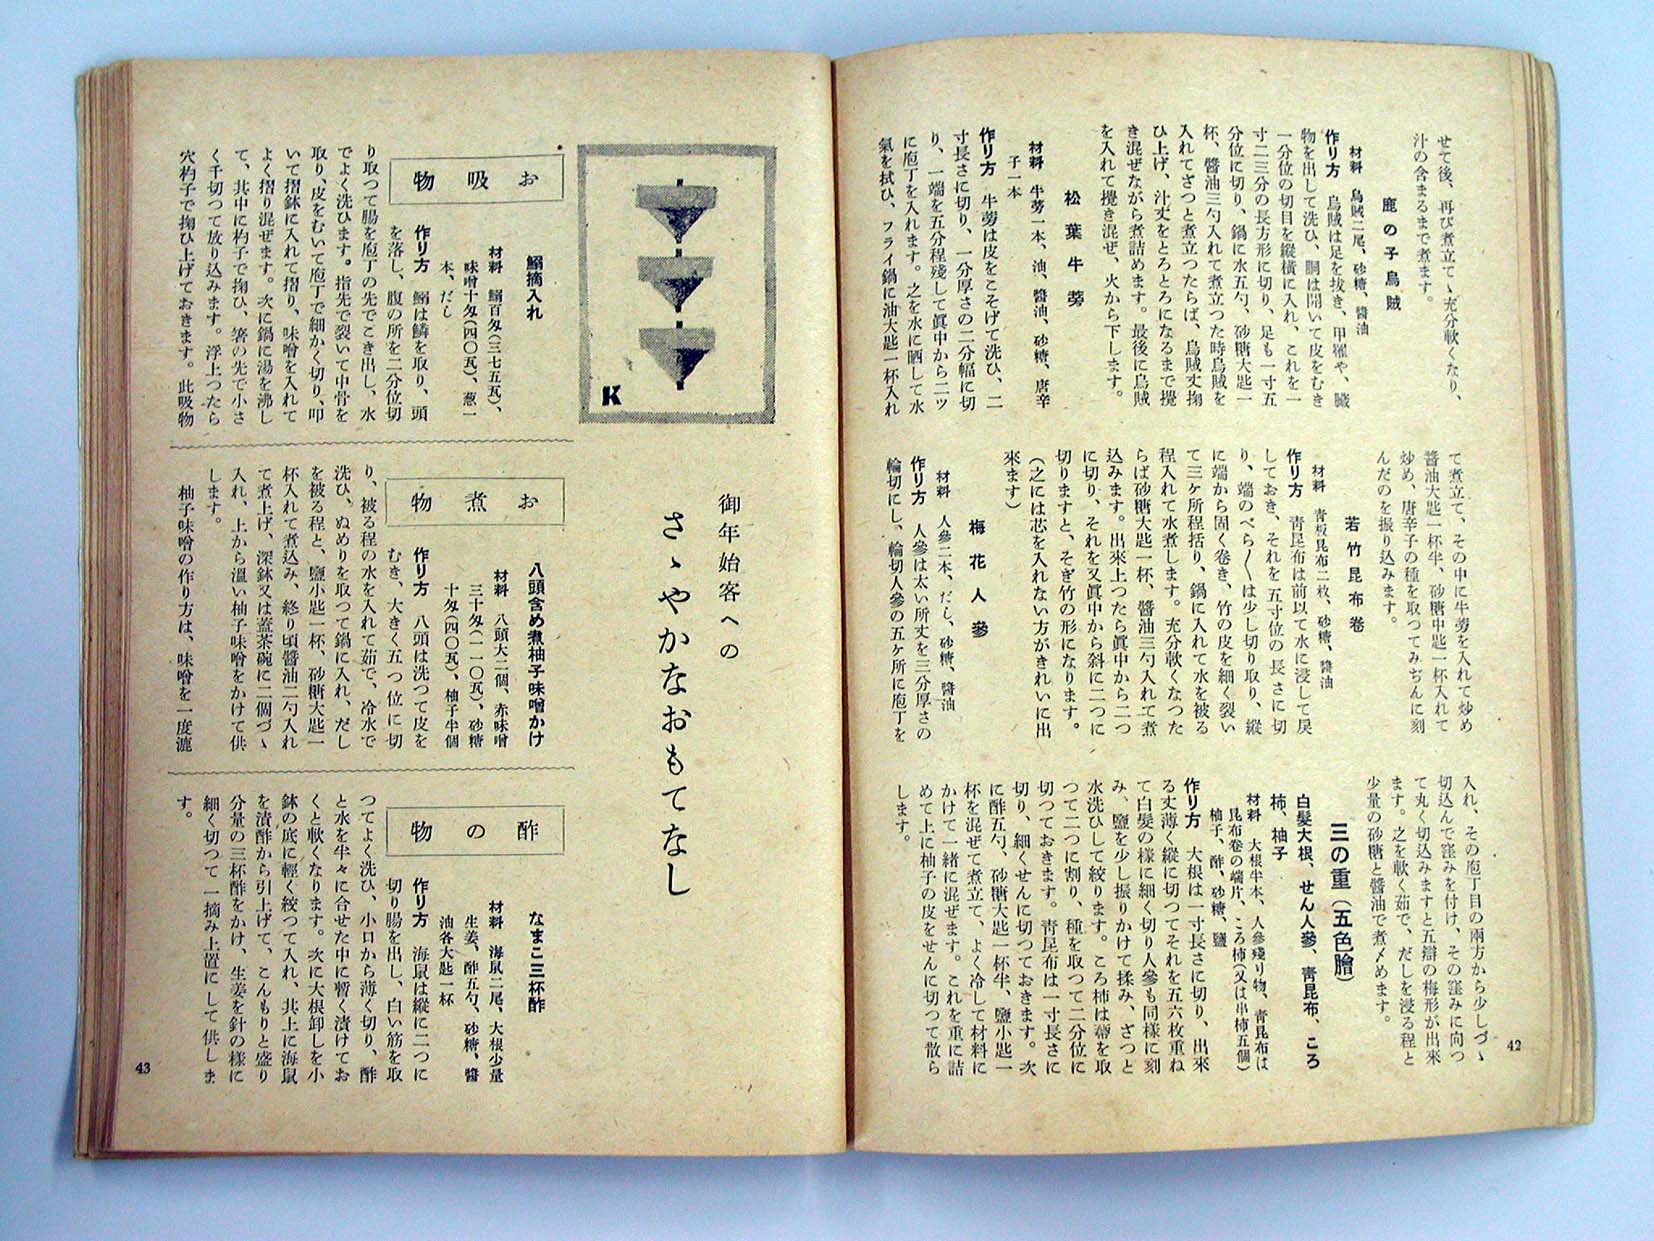 せて後、再び煮立てゝ充分軟くなり、
汁の含まるまで煮ます。
鹿の子烏賊
材料 烏賊二尾、砂糖、醬油
作り方 烏賊は足を抜き、甲羅や、臓
物を出して洗ひ、胴は開いて皮をむき
一分位の切目を縱横に入れ、これを一
寸二三分の長方形に切り、足も一寸五
分位に切り、鍋に水五勺、砂糖大匙一
杯、醬油三勺入れて煮立つた時烏賊を
入れてざつと煮立つたらば、烏賊丈掬
ひ上げ、汁丈をとろとろになるまで攪
き混ぜながら煮詰めます。最後に烏賊
を入れて攪き混ぜ、火から下します。
松葉牛蒡
材料 牛蒡一本、油、醬油、砂糖、唐辛
子一本
作り方 牛蒡は皮をこそげて洗ひ、二
寸長さに切り、一分厚さの二分幅に切
り、一端を五分程殘して眞中から二ッ
に庖丁を入れます。之を水に晒して水
氣を拭ひ、フライ鍋に油大匙一杯入れ
て煮立て、その中に牛蒡を入れて炒め
醬油大匙一杯半、砂糖中匙一杯入れて
炒め、唐辛子の種を取つてみぢんに刻
んだのを振り込みます。
若竹昆布卷
材料 青板昆布二枚、砂糖、醬油
作り方 青昆布は前以て水に浸して戻
しておき、それを五寸位の長さに切
り、端のべら〱は少し切り取り、縱
に端から固く卷き、竹の皮を細く裂い
て三ヶ所程括り、鍋に入れて水を被る
程入れて水煮します。充分軟くなつた
らば砂糖大匙一杯、醬油三勺入れて煮
込みます。出來上つたら眞中から二つ
に切り、それを又眞中から斜に二つに
切りますと、そぎ竹の形になります。
(之には芯を入れない方がきれいに出
來ます)
梅花人參
材料 人參二本、だし、砂糖、醬油
作り方 人參は太い所丈を三分厚さの
輪切にし、輪切人參の五ヶ所に庖丁を
入れ、その庖丁目の兩方から少しづゝ
切込んで窪みを付け、その窪みに向つ
て丸く切込みますと五瓣の梅形が出來
ます。之を軟く茹で、だしを浸る程と
少量の砂糖と醬油で煮〆めます。
三の重(五色膾)
白髮大根、せん人參、青昆布、ころ
柿、柚子
材料 大根半本、人參殘り物、青昆布は
昆布卷の端片、ころ柿(又は串柿五個)
柚子、酢、砂糖、鹽
作り方 大根は一寸長さに切り、出來
る丈薄く縱に切つてそれを五六枚重ね
て白髮の様に細く切り人參も同樣に刻
み、鹽を少し振りかけて揉み、ざつと
水洗ひして絞ります。ころ柿は蔕を取
つて二つに割り、種を取つて二分位に
切つておきます。青昆布は一寸長さに
切り、細くせんに切つておきます。次
に酢五勺、砂糖大匙一杯半、鹽小匙一
杯を混ぜて煮立て、よく冷して材料に
かけて一緒に混ぜます。これを重に詰
めて上に柚子の皮をせんに切つて散ら
します。
42
K
御年始客への
さゝやかなおもてなし
お吸物
鰯摘入れ
材料 鰯百匁(三七五瓦)、
味噌十匁(四〇瓦)、葱一
本、だし
作り方 鰯は鱗を取り、頭
を落し、腹の所を二分位切
り取つて腸を庖丁の先でこき出し、水
でよく洗ひます。指先で裂いて中骨を
取り、皮をむいて庖丁で細かく切り、叩
いて摺鉢に入れて摺り、味噌を入れて
よく摺り混ぜます。次に鍋に湯を沸し
て、其中に杓子で掬ひ、箸の先で小さ
く千切つて放り込みます。浮上つたら
穴杓子で掬ひ上げておきます。此吸物
お煮物
八頭含め煮柚子味噌かけ
材料 八頭大二個、赤味噌
三十匁(一一〇瓦)、砂糖
十匁(四〇瓦)、柚子半個
作り方 八頭は洗つて皮を
むき、大きく五つ位に切
り、被る程の水を入れて茹で、冷水で
洗ひ、ぬめりを取つて鍋に入れ、だし
を被る程と、鹽小匙一杯、砂糖大匙一
杯入れて煮込み、終り頃醬油二勺入れ
て煮上げ、深鉢又は蓋茶碗に二個づゝ
入れ、上から溫い柚子味噌をかけて供
します。
柚子味噌の作り方は、味噌を一度漉
酢の物
なまこ三杯酢
材料 海鼠二尾、大根少量
生姜、酢五勺、砂糖、醬
油各大匙一杯
作り方 海鼠は縱に二つに
切り腸を出し、白い筋を取
つてよく洗ひ、小口から薄く切り、酢
と水を半々に合せた中に暫く漬けてお
くと軟くなります。次に大根卸しを小
鉢の底に輕く絞つて入れ、其上に海鼠
を漬酢から引上げて、こんもりと盛り
分量の三杯酢をかけ、生姜を針の樣に
細く切つて一摘み上置にして供しま
す。
43